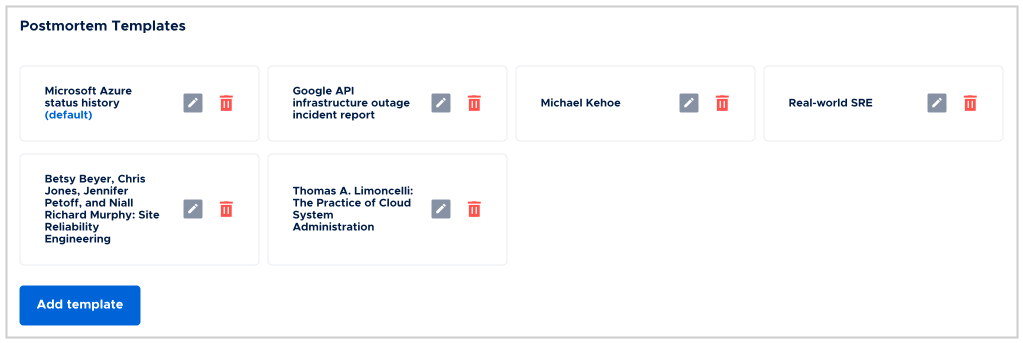 Postmortem Templates
Microsoft Azure
status history
(default)
Google API
infrastructure outage
incident report
Michael Kehoe
Real-world SRE
Betsy Beyer, Chris
Jones, Jennifer
Petoff, and Niall
Richard Murphy: Site
Reliability
Engineering
Thomas A. Limoncelli:
The Practice of Cloud
System
Administration
Add template